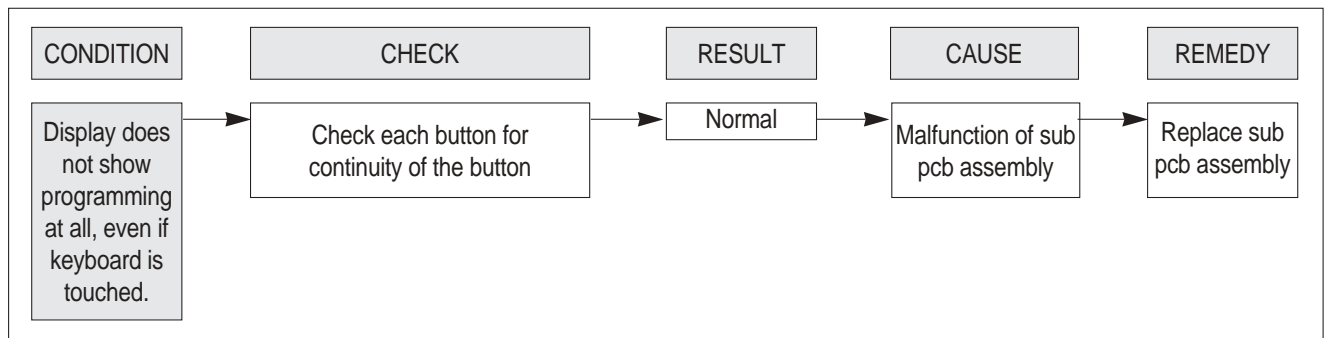 CONDITION
CHECK
RESULT
CAUSE
REMEDY
Display does
not show
programming
at all, even if
keyboard is
touched.
Check each button for
continuity of the button
Normal
Malfunction of sub
pcb assembly
Replace sub
pcb assembly